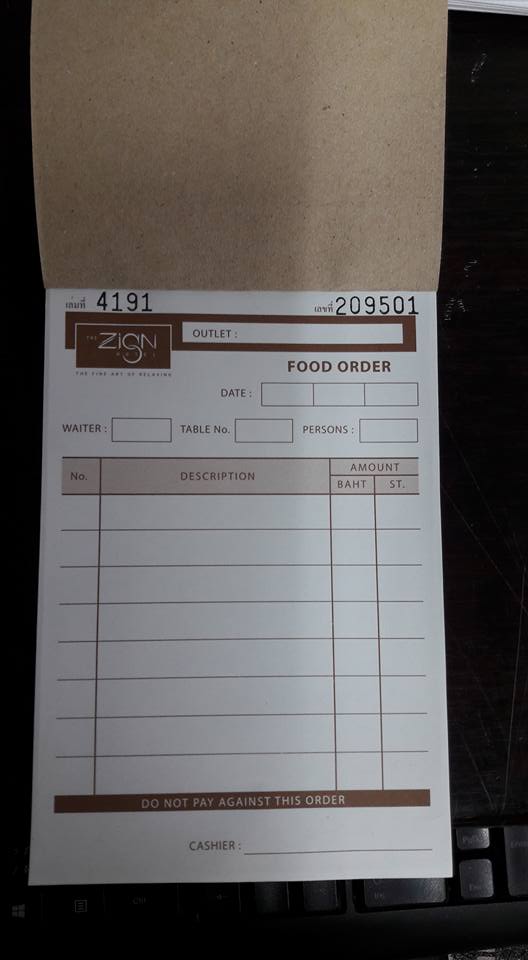 เล่มที่ 4191 เลขที่ 209501
THE ZIGN HOTEL
THE FINE ART OF RELAXING
OUTLET :
FOOD ORDER
DATE :
WAITER : TABLE No. PERSONS :
No. DESCRIPTION AMOUNT
BAHT ST.
DO NOT PAY AGAINST THIS ORDER
CASHIER :